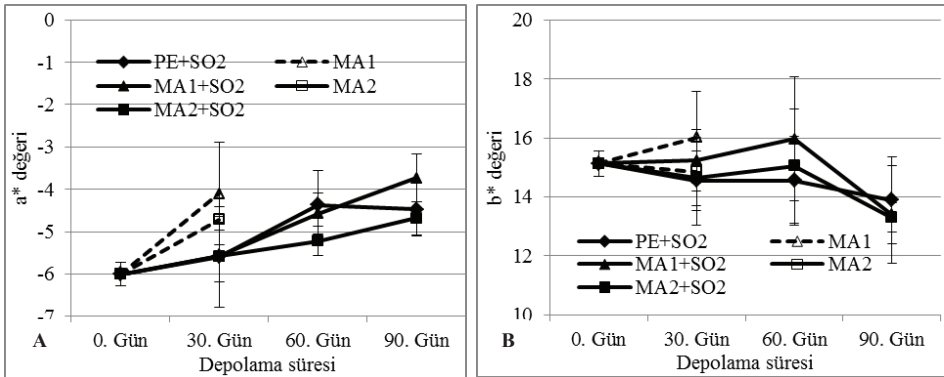 0
-1
-2
-3
-4
-5
-6
-7
a* değeri
PE+SO2
MA1
MA1+SO2
MA2
MA2+SO2
A
0. Gün 30. Gün 60. Gün 90. Gün
Depolama süresi
20
18
16
14
12
10
b* değeri
PE+SO2
MA1
MA1+SO2
MA2
MA2+SO2
B
0. Gün 30. Gün 60. Gün 90. Gün
Depolama süresi